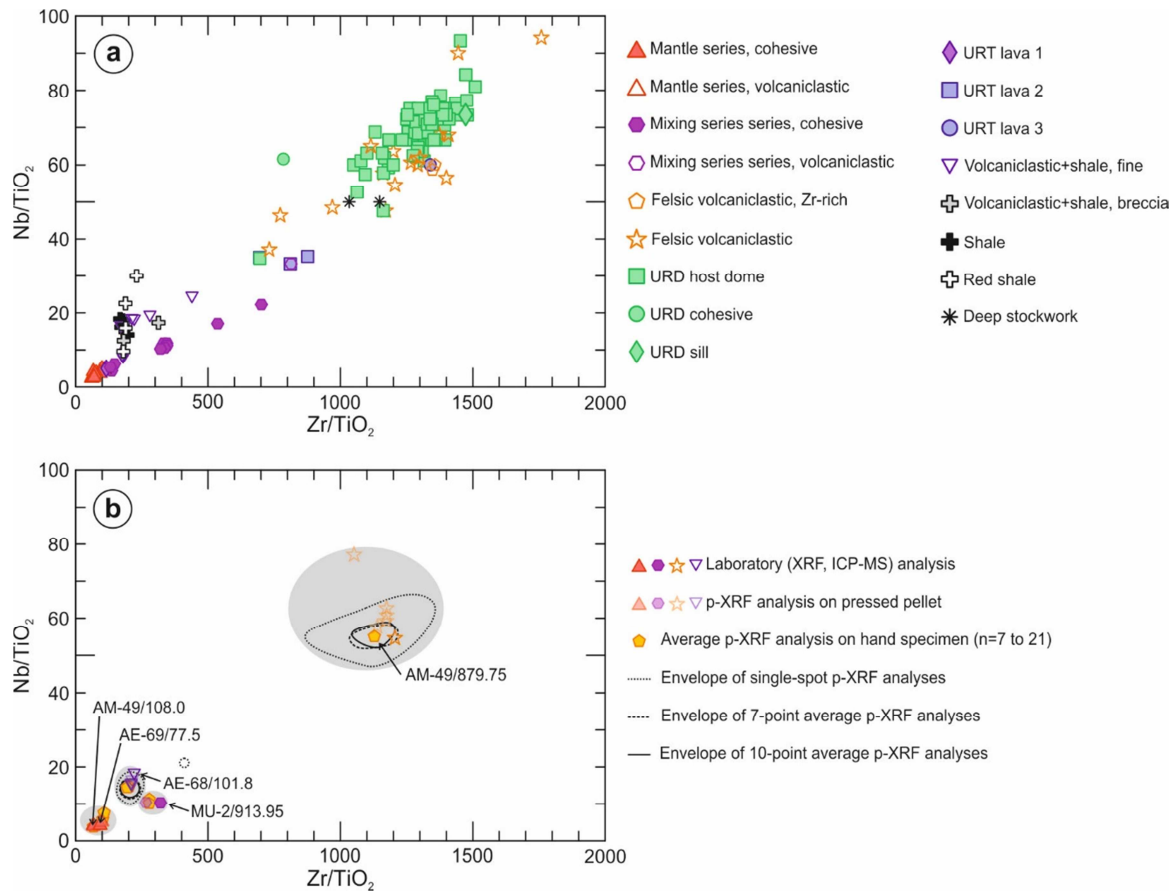 a
Nb/TiO2
100
80
60
40
20
0
0
500
1000
1500
2000
Zr/TiO2
Mantle series, cohesive
Mantle series, volcaniclastic
Mixing series series, cohesive
Mixing series series, volcaniclastic
Felsic volcaniclastic, Zr-rich
Felsic volcaniclastic
URD host dome
URD cohesive
URD sill
URT lava 1
URT lava 2
URT lava 3
Volcaniclastic+shale, fine
Volcaniclastic+shale, breccia
Shale
Red shale
Deep stockwork
b
Nb/TiO2
100
80
60
40
20
0
0
500
1000
1500
2000
Zr/TiO2
AM-49/879.75
AM-49/108.0
AE-69/77.5
AE-68/101.8
MU-2/913.95
Laboratory (XRF, ICP-MS) analysis
p-XRF analysis on pressed pellet
Average p-XRF analysis on hand specimen (n=7 to 21)
Envelope of single-spot p-XRF analyses
Envelope of 7-point average p-XRF analyses
Envelope of 10-point average p-XRF analyses